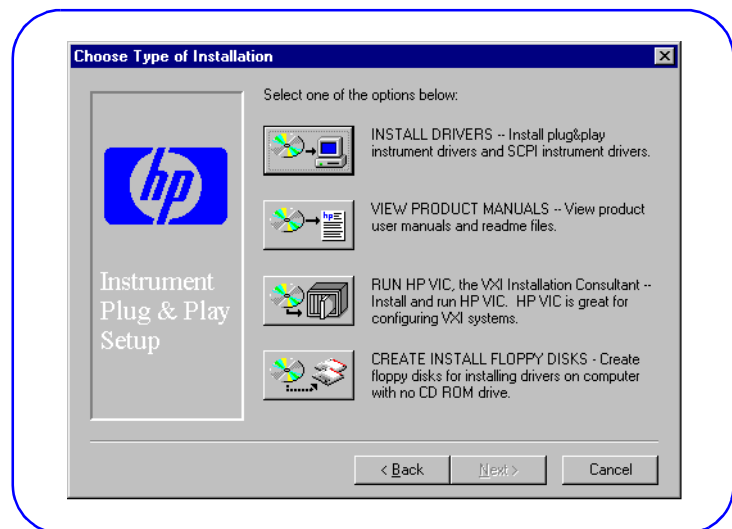 Choose Type of Installation
Select one of the options below:
hp
Instrument
Plug & Play
Setup
INSTALL DRIVERS -- Install plug&play
instrument drivers and SCPI instrument drivers.
hp
VIEW PRODUCT MANUALS -- View product
user manuals and readme files.
RUN HP VIC, the VXI Installation Consultant --
Install and run HP VIC.  HP VIC is great for
configuring VXI systems.
CREATE INSTALL FLOPPY DISKS - Create
floppy disks for installing drivers on computer
with no CD ROM drive.
< Back
Next >
Cancel